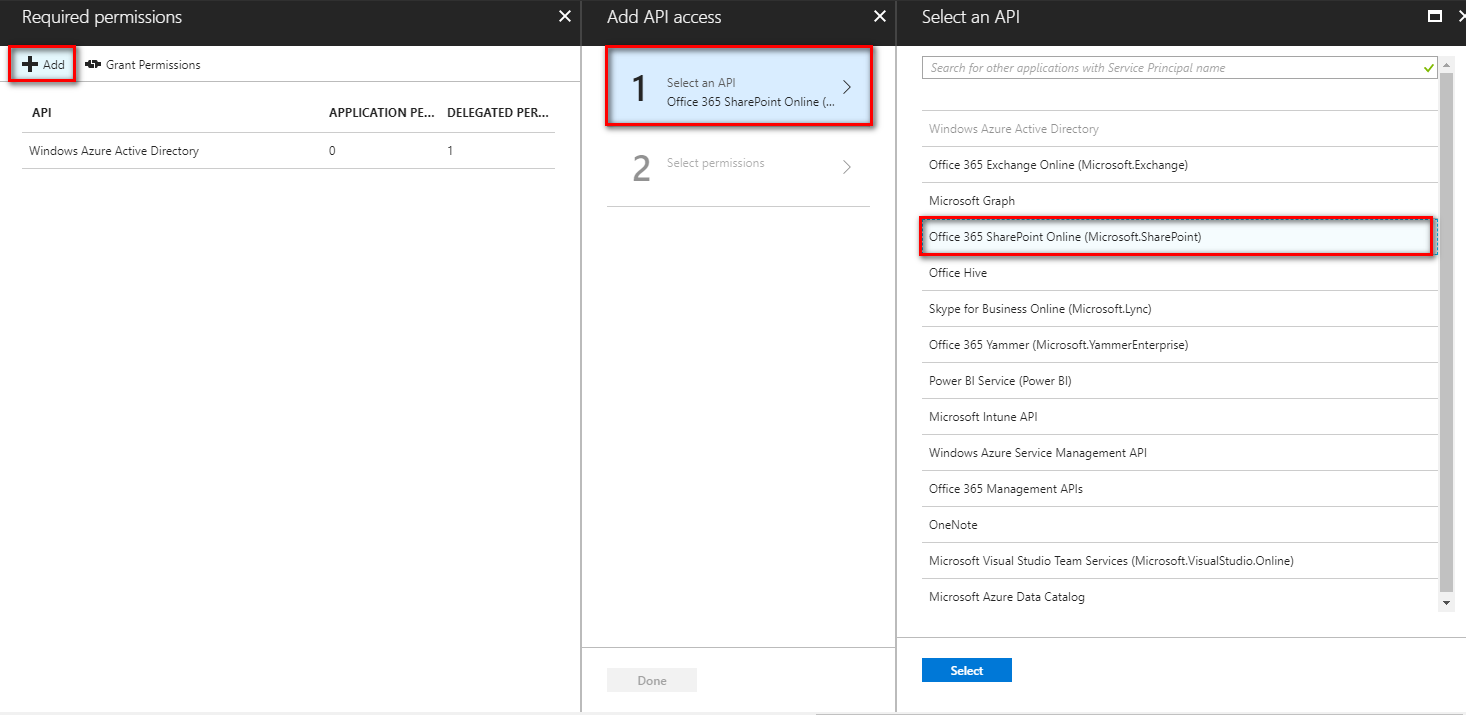 Required permissions
Add
Grant Permissions
API
APPLICATION PE...
DELEGATED PER...
Windows Azure Active Directory
0
1
Add API access
1
Select an API
Office 365 SharePoint Online (...
2
Select permissions
Done
Select an API
Search for other applications with Service Principal name
Windows Azure Active Directory
Office 365 Exchange Online (Microsoft.Exchange)
Microsoft Graph
Office 365 SharePoint Online (Microsoft.SharePoint)
Office Hive
Skype for Business Online (Microsoft.Lync)
Office 365 Yammer (Microsoft.YammerEnterprise)
Power BI Service (Power BI)
Microsoft Intune API
Windows Azure Service Management API
Office 365 Management APIs
OneNote
Microsoft Visual Studio Team Services (Microsoft.VisualStudio.Online)
Microsoft Azure Data Catalog
Select